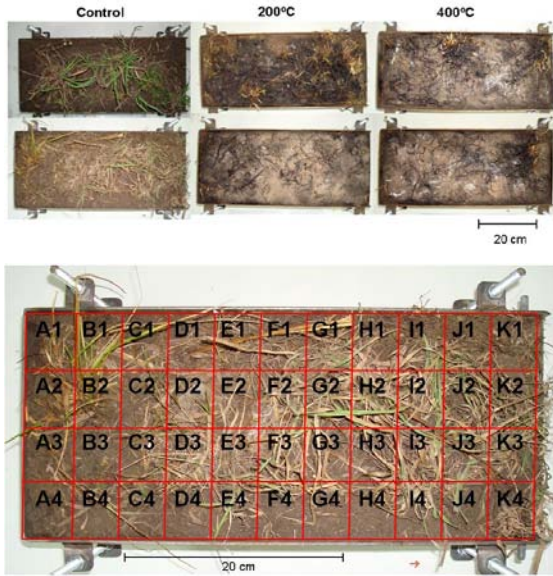 Control 200ºC 400ºC
20 cm
A1 B1 C1 D1 E1 F1 G1 H1 I1 J1 K1
A2 B2 C2 D2 E2 F2 G2 H2 I2 J2 K2
A3 B3 C3 D3 E3 F3 G3 H3 I3 J3 K3
A4 B4 C4 D4 E4 F4 G4 H4 I4 J4 K4
20 cm